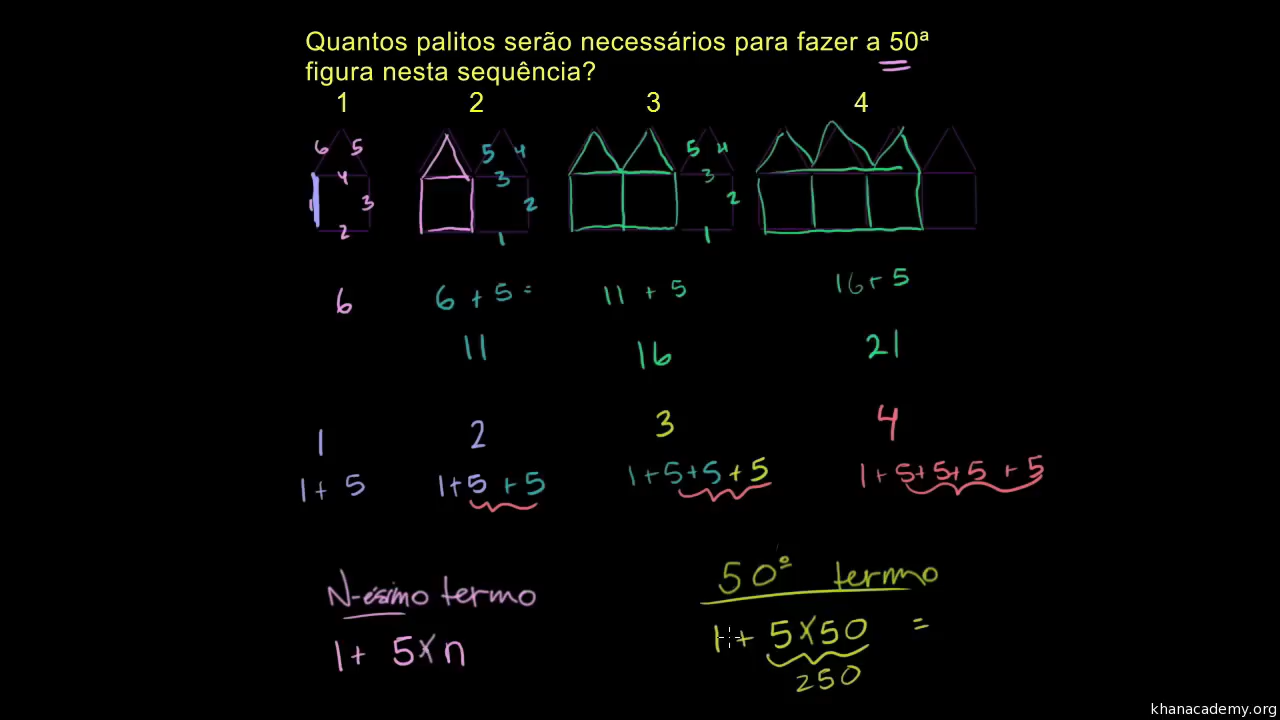 Quantos palitos serão necessários para fazer a 50ª
figura nesta sequência?
1 2 3 4
6 5 5 4 5 4
4 3 3
1 3 2 2
2 1 1
6 6 + 5 = 11 + 5 16 + 5
11 16 21
1 2 3 4
1 + 5 1 + 5 + 5 1 + 5 + 5 + 5 1 + 5 + 5 + 5 + 5
N-ésimo termo 50º termo
1 + 5 × n 1 + 5 × 50 =
250
khanacademy.org